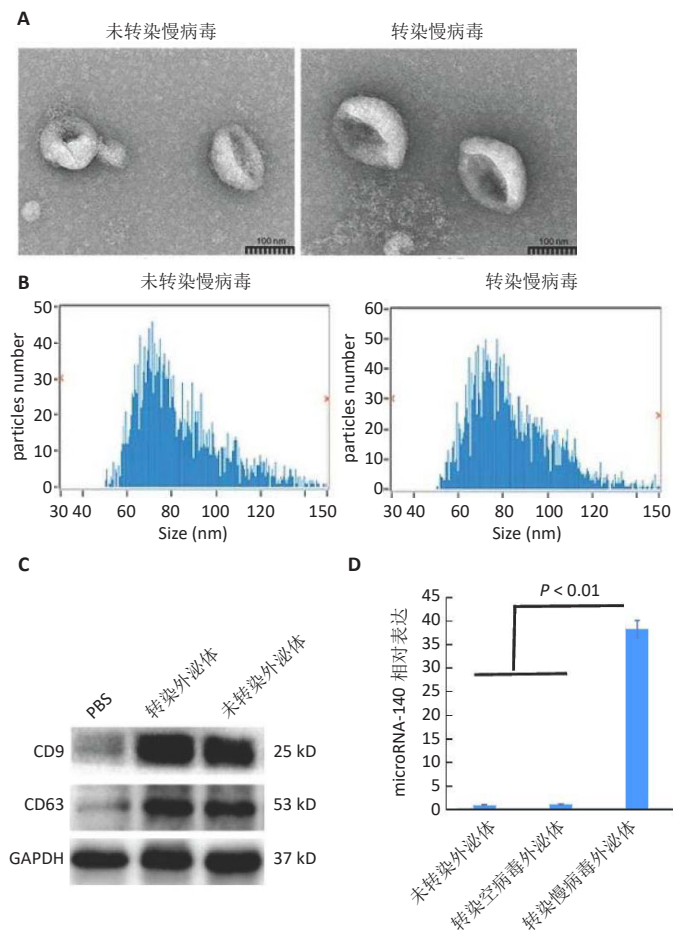 A
未转染慢病毒
转染慢病毒
100 nm
100 nm
B
未转染慢病毒
转染慢病毒
particles number
50
40
30
20
10
0
30 40
60
80
100
120
150
Size (nm)
particles number
60
50
40
30
20
10
0
30 40
60
80
100
120
150
Size (nm)
C
PBS
转染外泌体
未转染外泌体
CD9
25 kD
CD63
53 kD
GAPDH
37 kD
D
P < 0.01
microRNA-140 相对表达
45
40
35
30
40
20
15
10
5
0
未转染外泌体
转染空病毒外泌体
转染慢病毒外泌体